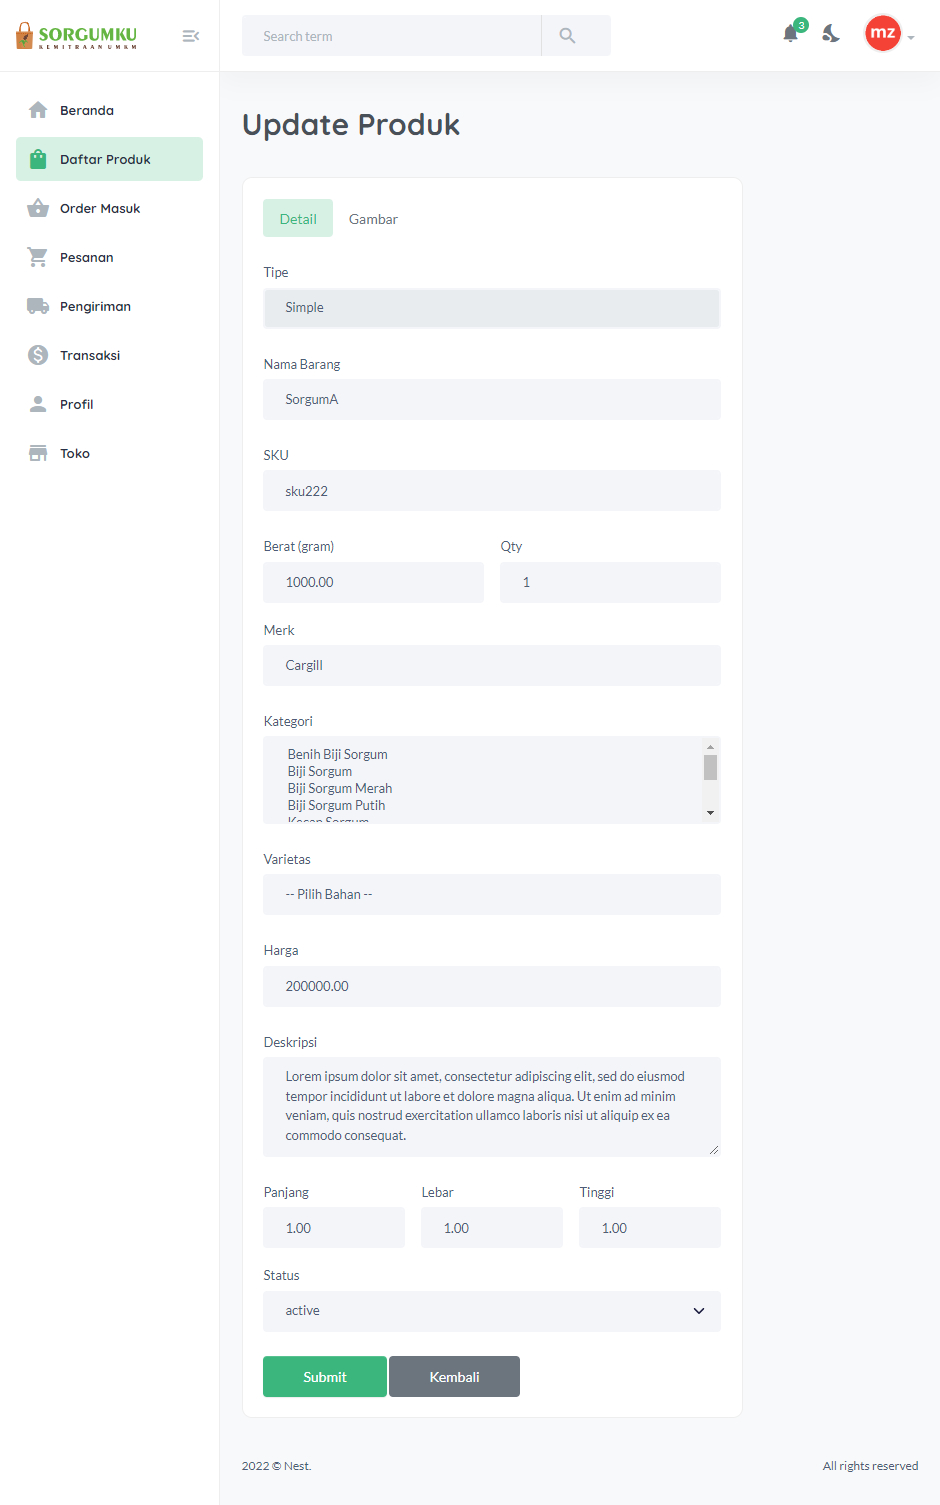 SORGUMKU
KEMITRAAN UMKM
Search term
3
mz
Beranda
Daftar Produk
Order Masuk
Pesanan
Pengiriman
Transaksi
Profil
Toko
Update Produk
Detail Gambar
Tipe
Simple
Nama Barang
SorgumA
SKU
sku222
Berat (gram) Qty
1000.00 1
Merk
Cargill
Kategori
Benih Biji Sorgum
Biji Sorgum
Biji Sorgum Merah
Biji Sorgum Putih
Kecap Sorgum
Varietas
-- Pilih Bahan --
Harga
200000.00
Deskripsi
Lorem ipsum dolor sit amet, consectetur adipiscing elit, sed do eiusmod
tempor incididunt ut labore et dolore magna aliqua. Ut enim ad minim
veniam, quis nostrud exercitation ullamco laboris nisi ut aliquip ex ea
commodo consequat.
Panjang Lebar Tinggi
1.00 1.00 1.00
Status
active
Submit Kembali
2022 © Nest. All rights reserved